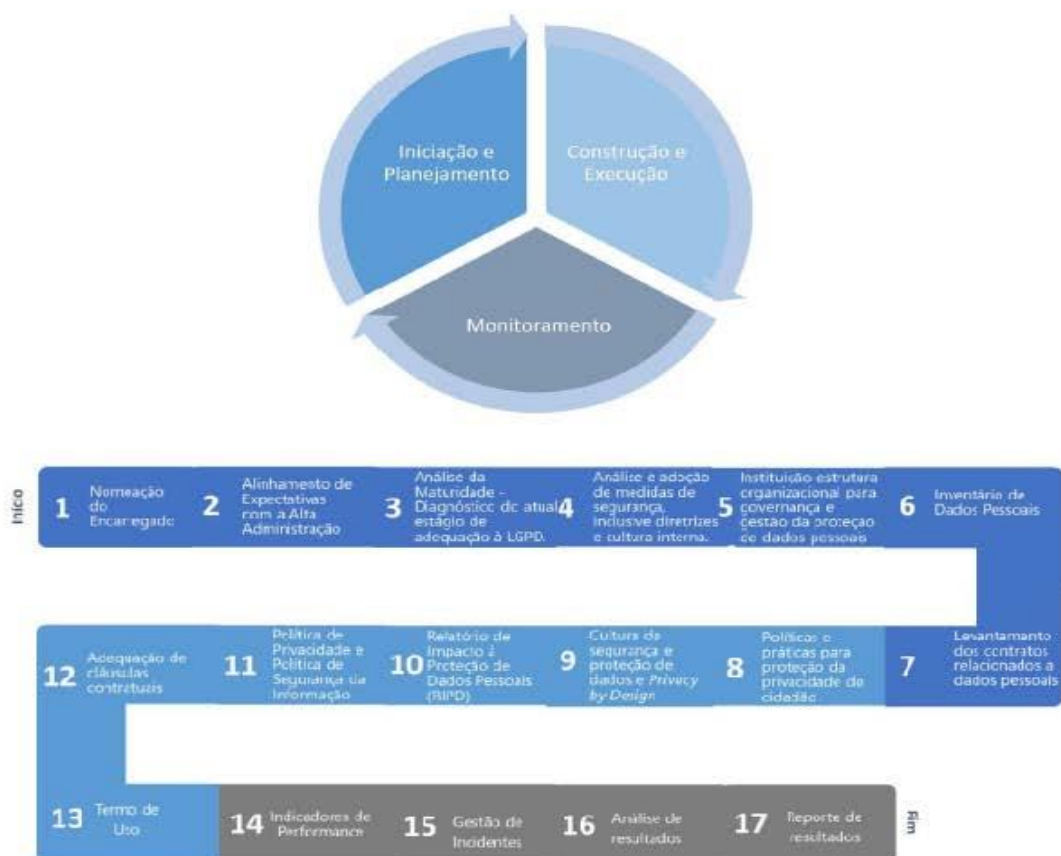 Iniciação e
Planejamento
Construção e
Execução
Monitoramento
Início
1
Nomeação
do
Encarregado
2
Alinhamento de
Expectativas
com a Alta
Administração
3
Análise da
Maturidade -
Diagnóstico do atual
estágio de
adequação à LGPD.
4
Análise e adoção
de medidas de
segurança,
inclusive diretrizes
e cultura interna.
5
Instituição estrutura
organizacional para
governança e
gestão da proteção
de dados pessoais
6
Inventário de
Dados Pessoais
7
Levantamento
dos contratos
relacionados a
dados pessoais
8
Políticas e
práticas para
proteção da
privacidade do
cidadão
9
Cultura de
segurança e
proteção de
dados e Privacy
by Design
10
Relatório de
Impacto à
Proteção de
Dados Pessoais
(RIPD)
11
Política de
Privacidade e
Política de
Segurança da
Informação
12
Adequação de
cláusulas
contratuais
13
Termo de
Uso
14
Indicadores de
Performance
15
Gestão de
Incidentes
16
Análise de
resultados
17
Reporte de
resultados
Fim